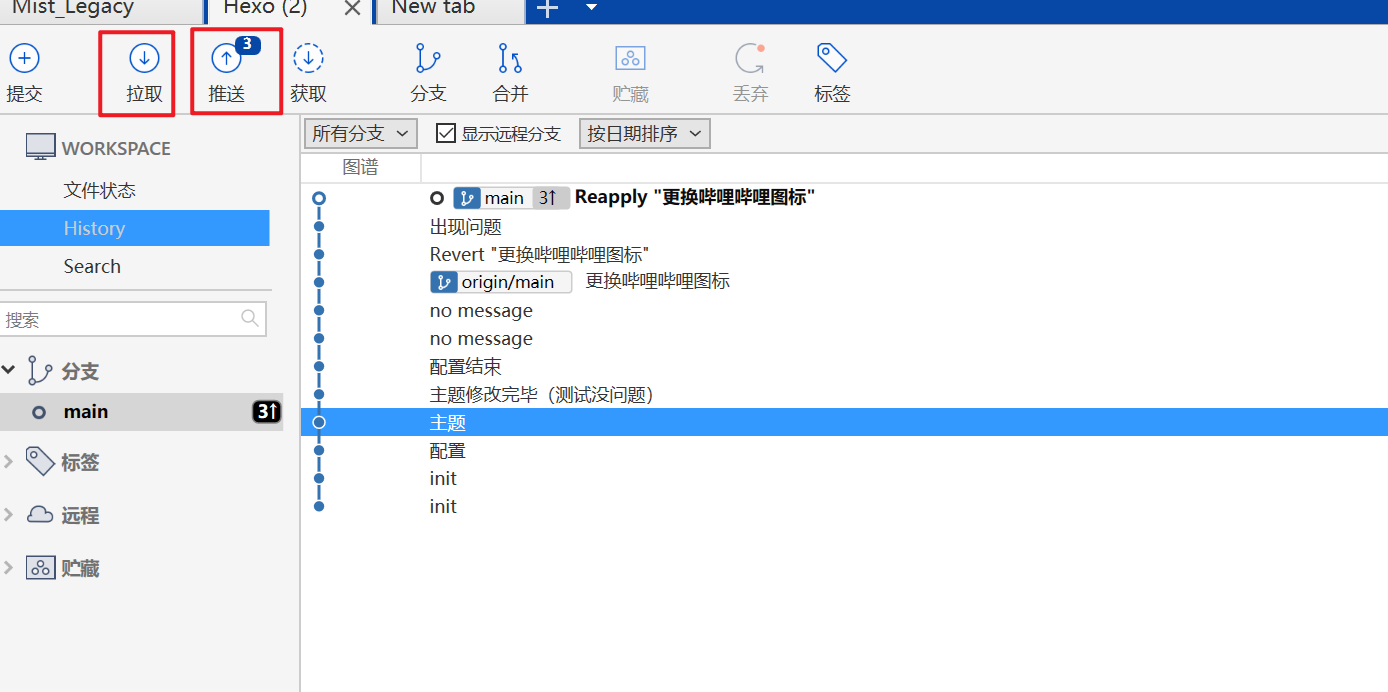 Mist_Legacy
Hexo (2)
New tab
3
提交
拉取
推送
获取
分支
合并
贮藏
丢弃
标签
WORKSPACE
文件状态
History
Search
搜索
分支
main 3↑
标签
远程
贮藏
所有分支
显示远程分支
按日期排序
图谱
main 3↑ Reapply "更换哔哩哔哩图标"
出现问题
Revert "更换哔哩哔哩图标"
origin/main 更换哔哩哔哩图标
no message
no message
配置结束
主题修改完毕（测试没问题）
主题
配置
init
init